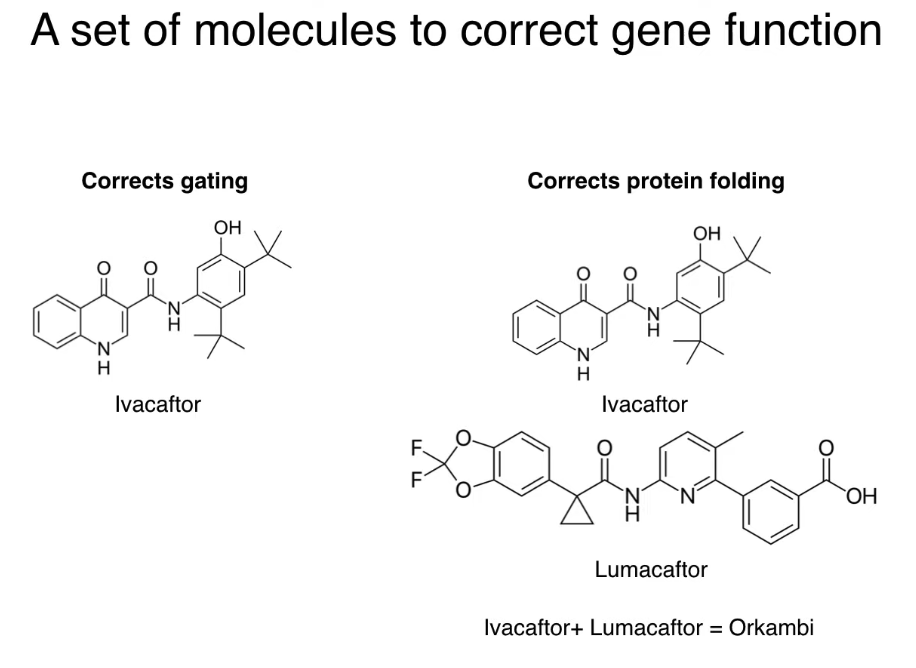 A set of molecules to correct gene function
Corrects gating
OH
O
O
N
H
N
H
Ivacaftor
Corrects protein folding
OH
O
O
N
H
N
H
Ivacaftor
F
F
O
O
O
N
H
N
O
OH
Lumacaftor
Ivacaftor+ Lumacaftor = Orkambi